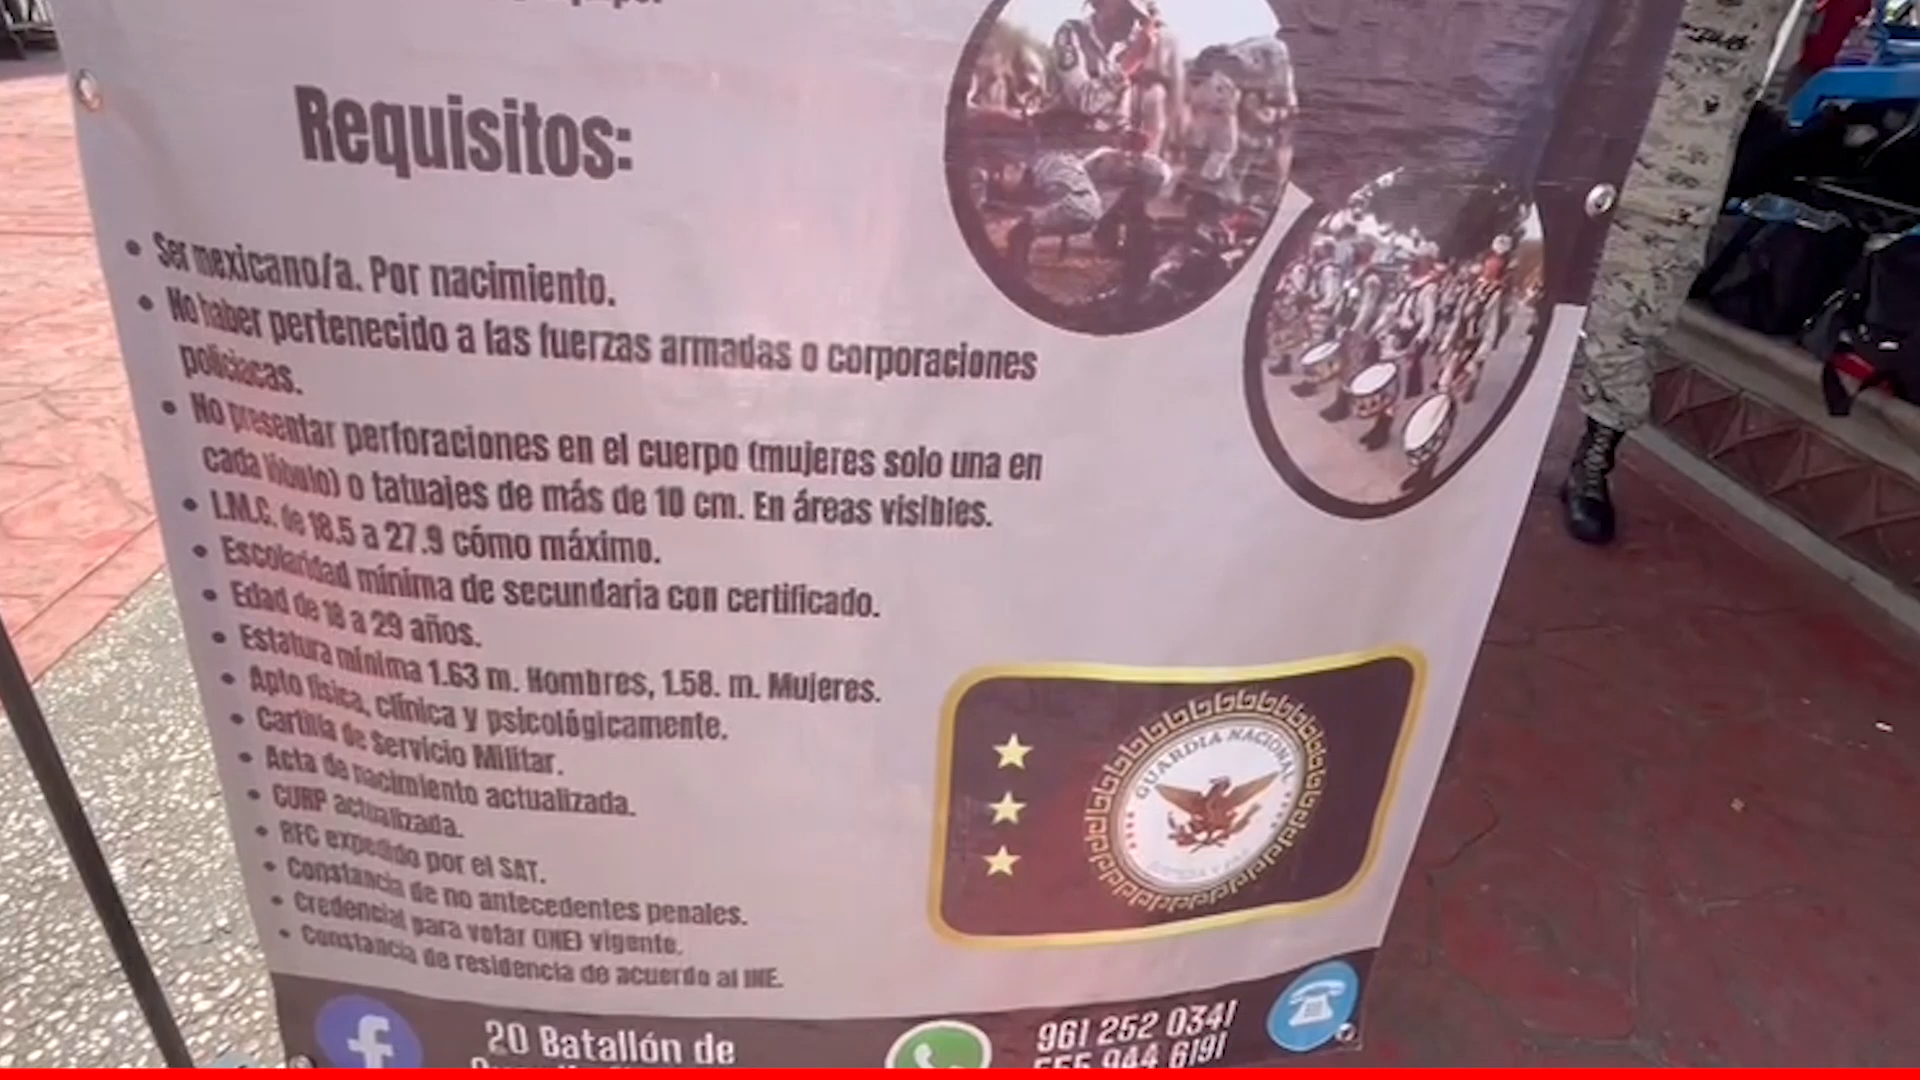 Requisitos:
• Ser mexicano/a. Por nacimiento.
• No haber pertenecido a las fuerzas armadas o corporaciones
policiacas.
• No presentar perforaciones en el cuerpo (mujeres solo una en
cada lóbulo) o tatuajes de más de 10 cm. En áreas visibles.
• I.M.C. de 18.5 a 27.9 cómo máximo.
• Escolaridad mínima de secundaria con certificado.
• Edad de 18 a 29 años.
• Estatura mínima 1.63 m. Hombres, 1.58. m. Mujeres.
• Apto física, clínica y psicológicamente.
• Cartilla de Servicio Militar.
• Acta de nacimiento actualizada.
• CURP actualizada.
• RFC expedido por el SAT.
• Constancia de no antecedentes penales.
• Credencial para votar (INE) vigente.
• Constancia de residencia de acuerdo al INE.
GUARDIA NACIONAL
20 Batallón de
961 252 0341
555 944 6191